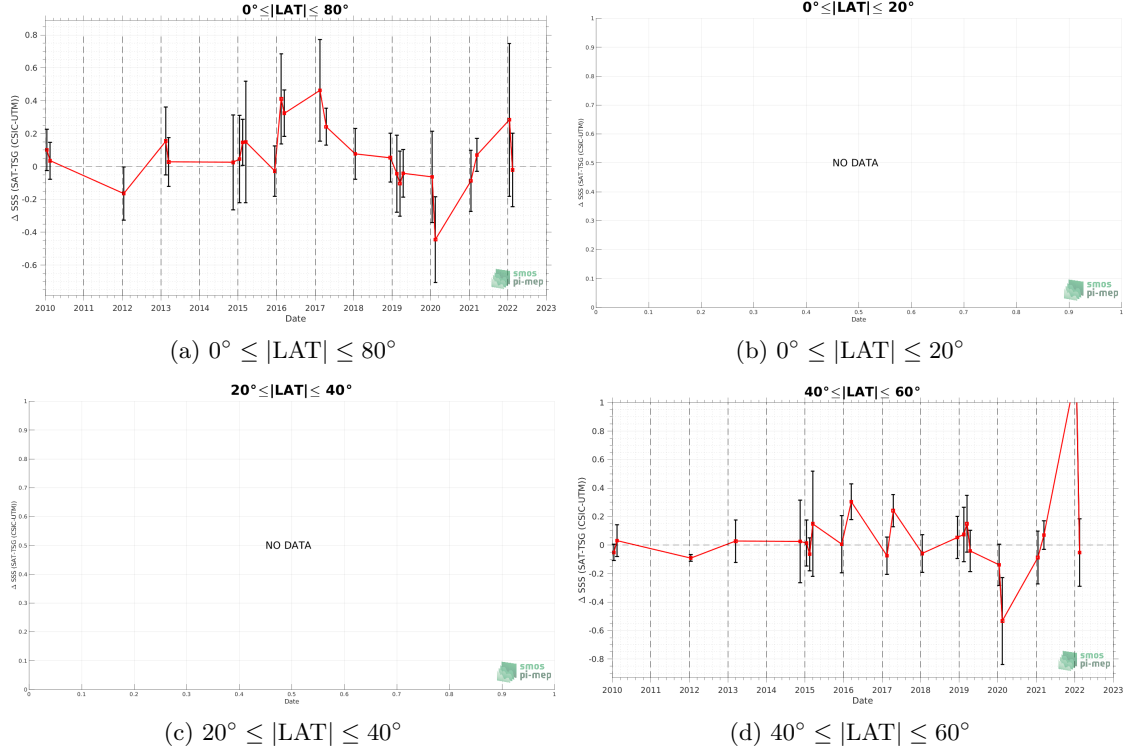 0°≤|LAT|≤ 80°
Δ SSS (SAT-TSG (CSIC-UTM))
0.8
0.6
0.4
0.2
0
-0.2
-0.4
-0.6
2010 2011 2012 2013 2014 2015 2016 2017 2018 2019 2020 2021 2022 2023
Date
smos
pi-mep
(a) 0° ≤ |LAT| ≤ 80°
0°≤|LAT|≤ 20°
Δ SSS (SAT-TSG (CSIC-UTM))
1
0.9
0.8
0.7
0.6
0.5
0.4
0.3
0.2
0.1
0
NO DATA
0 0.1 0.2 0.3 0.4 0.5 0.6 0.7 0.8 0.9 1
Date
smos
pi-mep
(b) 0° ≤ |LAT| ≤ 20°
20°≤|LAT|≤ 40°
Δ SSS (SAT-TSG (CSIC-UTM))
1
0.9
0.8
0.7
0.6
0.5
0.4
0.3
0.2
0.1
0
NO DATA
0 0.1 0.2 0.3 0.4 0.5 0.6 0.7 0.8 0.9 1
Date
smos
pi-mep
(c) 20° ≤ |LAT| ≤ 40°
40°≤|LAT|≤ 60°
Δ SSS (SAT-TSG (CSIC-UTM))
1
0.8
0.6
0.4
0.2
0
-0.2
-0.4
-0.6
-0.8
2010 2011 2012 2013 2014 2015 2016 2017 2018 2019 2020 2021 2022 2023
Date
smos
pi-mep
(d) 40° ≤ |LAT| ≤ 60°